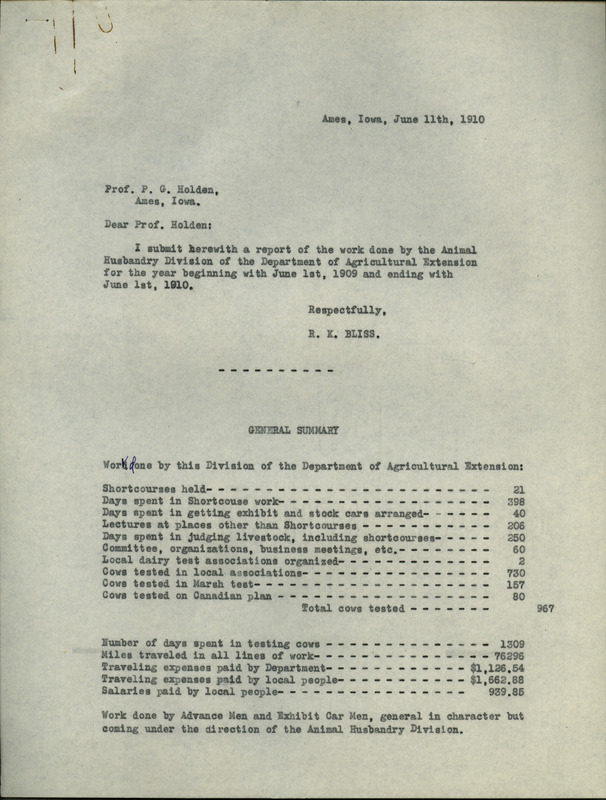 Ames, Iowa, June 11th, 1910
Prof. P. G. Holden,
Ames, Iowa.
Dear Prof. Holden:
I submit herewith a report of the work done by the Animal
Husbandry Division of the Department of Agricultural Extension
for the year beginning with June 1st, 1909 and ending with
June 1st, 1910.
Respectfully,
R. K. BLISS.
- - - - - - - - - -
GENERAL SUMMARY
Work done by this Division of the Department of Agricultural Extension:
Shortcourses held- - - - - - - - - - - - - - - - - - - - - - - - 21
Days spent in Shortcouse work- - - - - - - - - - - - - - - - - - 398
Days spent in getting exhibit and stock cars arranged- - - - - - 40
Lectures at places other than Shortcourses - - - - - - - - - - - 206
Days spent in judging livestock, including shortcourses- - - - - 250
Committee, organizations, business meetings, etc.- - - - - - - - 60
Local dairy test associations organized- - - - - - - - - - - - - 2
Cows tested in local associations- - - - - - - - - - - - - - - - 730
Cows tested in Marsh test- - - - - - - - - - - - - - - - - - - - 157
Cows tested on Canadian plan - - - - - - - - - - - - - - - - - - 80
Total cows tested - - - - - - - 967
Number of days spent in testing cows - - - - - - - - - - - - - - 1309
Miles traveled in all lines of work- - - - - - - - - - - - - - - 76295
Traveling expenses paid by Department- - - - - - - - - - - - $1,126.54
Traveling expenses paid by local people- - - - - - - - - - - $1,662.88
Salaries paid by local people- - - - - - - - - - - - - - - - 939.85
Work done by Advance Men and Exhibit Car Men, general in character but
coming under the direction of the Animal Husbandry Division.